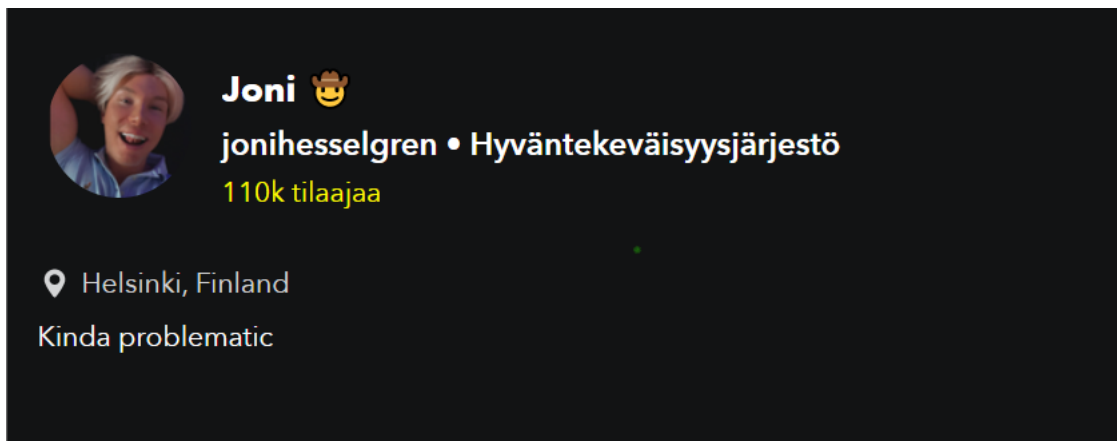 Joni 🤠
jonihesselgren • Hyväntekeväisyysjärjestö
110k tilaajaa
Helsinki, Finland
Kinda problematic